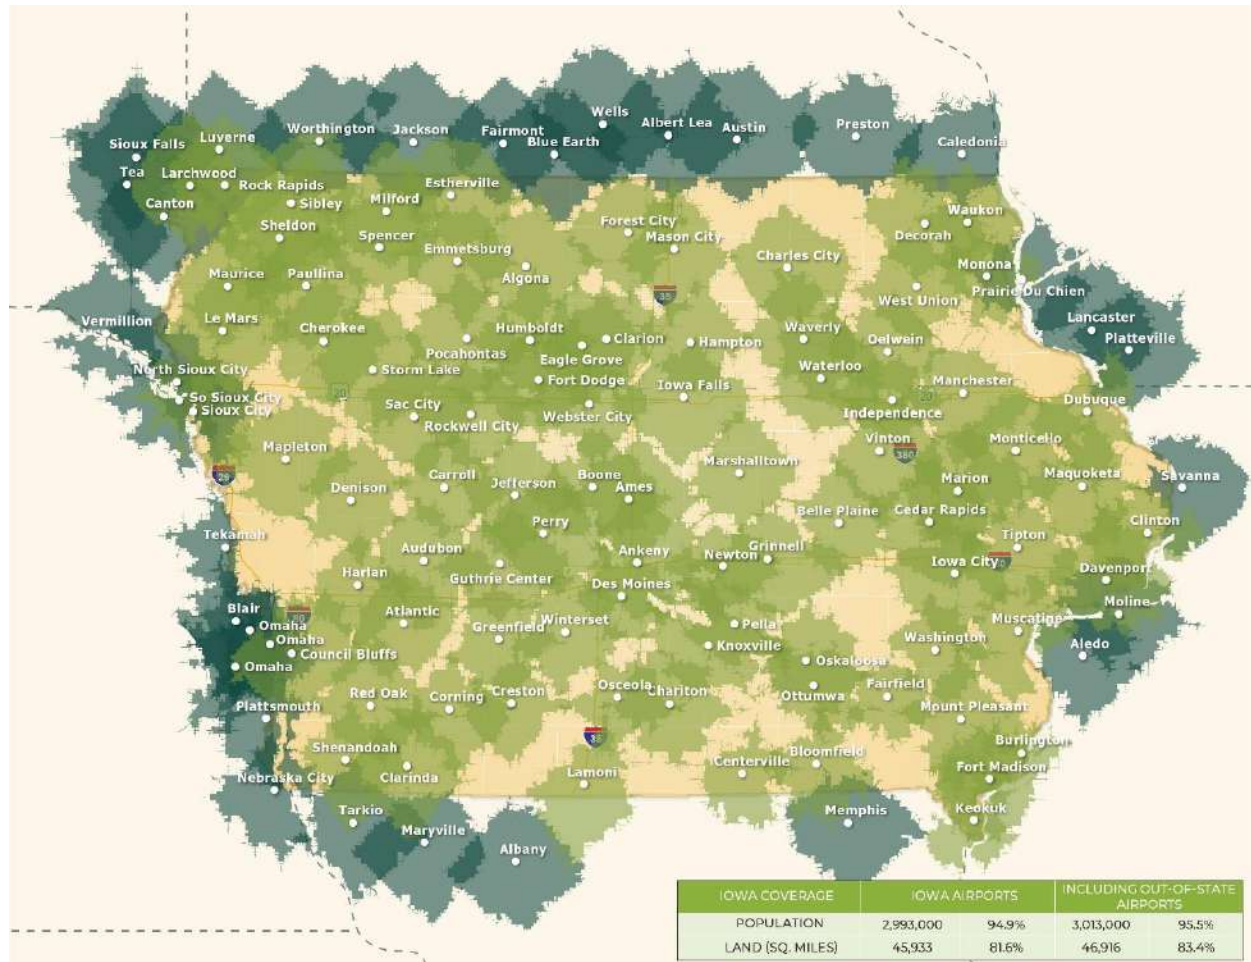 Wells
Albert Lea
Austin
Preston
Caledonia
Sioux Falls
Luverne
Worthington
Jackson
Fairmont
Blue Earth
Tea
Larchwood
Rock Rapids
Canton
Sibley
Milford
Estherville
Sheldon
Spencer
Emmetsburg
Algona
Forest City
Mason City
Charles City
Decorah
Waukon
Monona
Prairie Du Chien
West Union
Maurice
Paullina
35
Vermillion
Le Mars
Cherokee
Pocahontas
Humboldt
Eagle Grove
Clarion
Hampton
Waverly
Oelwein
Lancaster
Platteville
North Sioux City
So Sioux City
Sioux City
Storm Lake
Fort Dodge
Iowa Falls
Waterloo
Manchester
20
20
Sac City
Rockwell City
Webster City
Independence
Dubuque
Mapleton
Denison
Carroll
Jefferson
Boone
Ames
Marshalltown
Vinton
380
Monticello
Marion
Maquoketa
Savanna
29
Tekamah
Audubon
Perry
Belle Plaine
Cedar Rapids
Tipton
Clinton
Harlan
Guthrie Center
Ankeny
Des Moines
Newton
Grinnell
Iowa City
Davenport
Moline
Blair
Omaha
Omaha
Council Bluffs
Omaha
80
Atlantic
Greenfield
Winterset
Pella
Knoxville
Oskaloosa
Washington
Muscatine
Aledo
Plattsmouth
Red Oak
Corning
Creston
Osceola
Chariton
Ottumwa
Fairfield
Mount Pleasant
Burlington
Shenandoah
Clarinda
Nebraska City
35
Lamoni
Centerville
Bloomfield
Fort Madison
Keokuk
Tarkio
Maryville
Albany
Memphis
IOWA COVERAGE IOWA AIRPORTS INCLUDING OUT-OF-STATE
AIRPORTS
POPULATION 2,993,000 94.9% 3,013,000 95.5%
LAND (SQ. MILES) 45,933 81.6% 46,916 83.4%